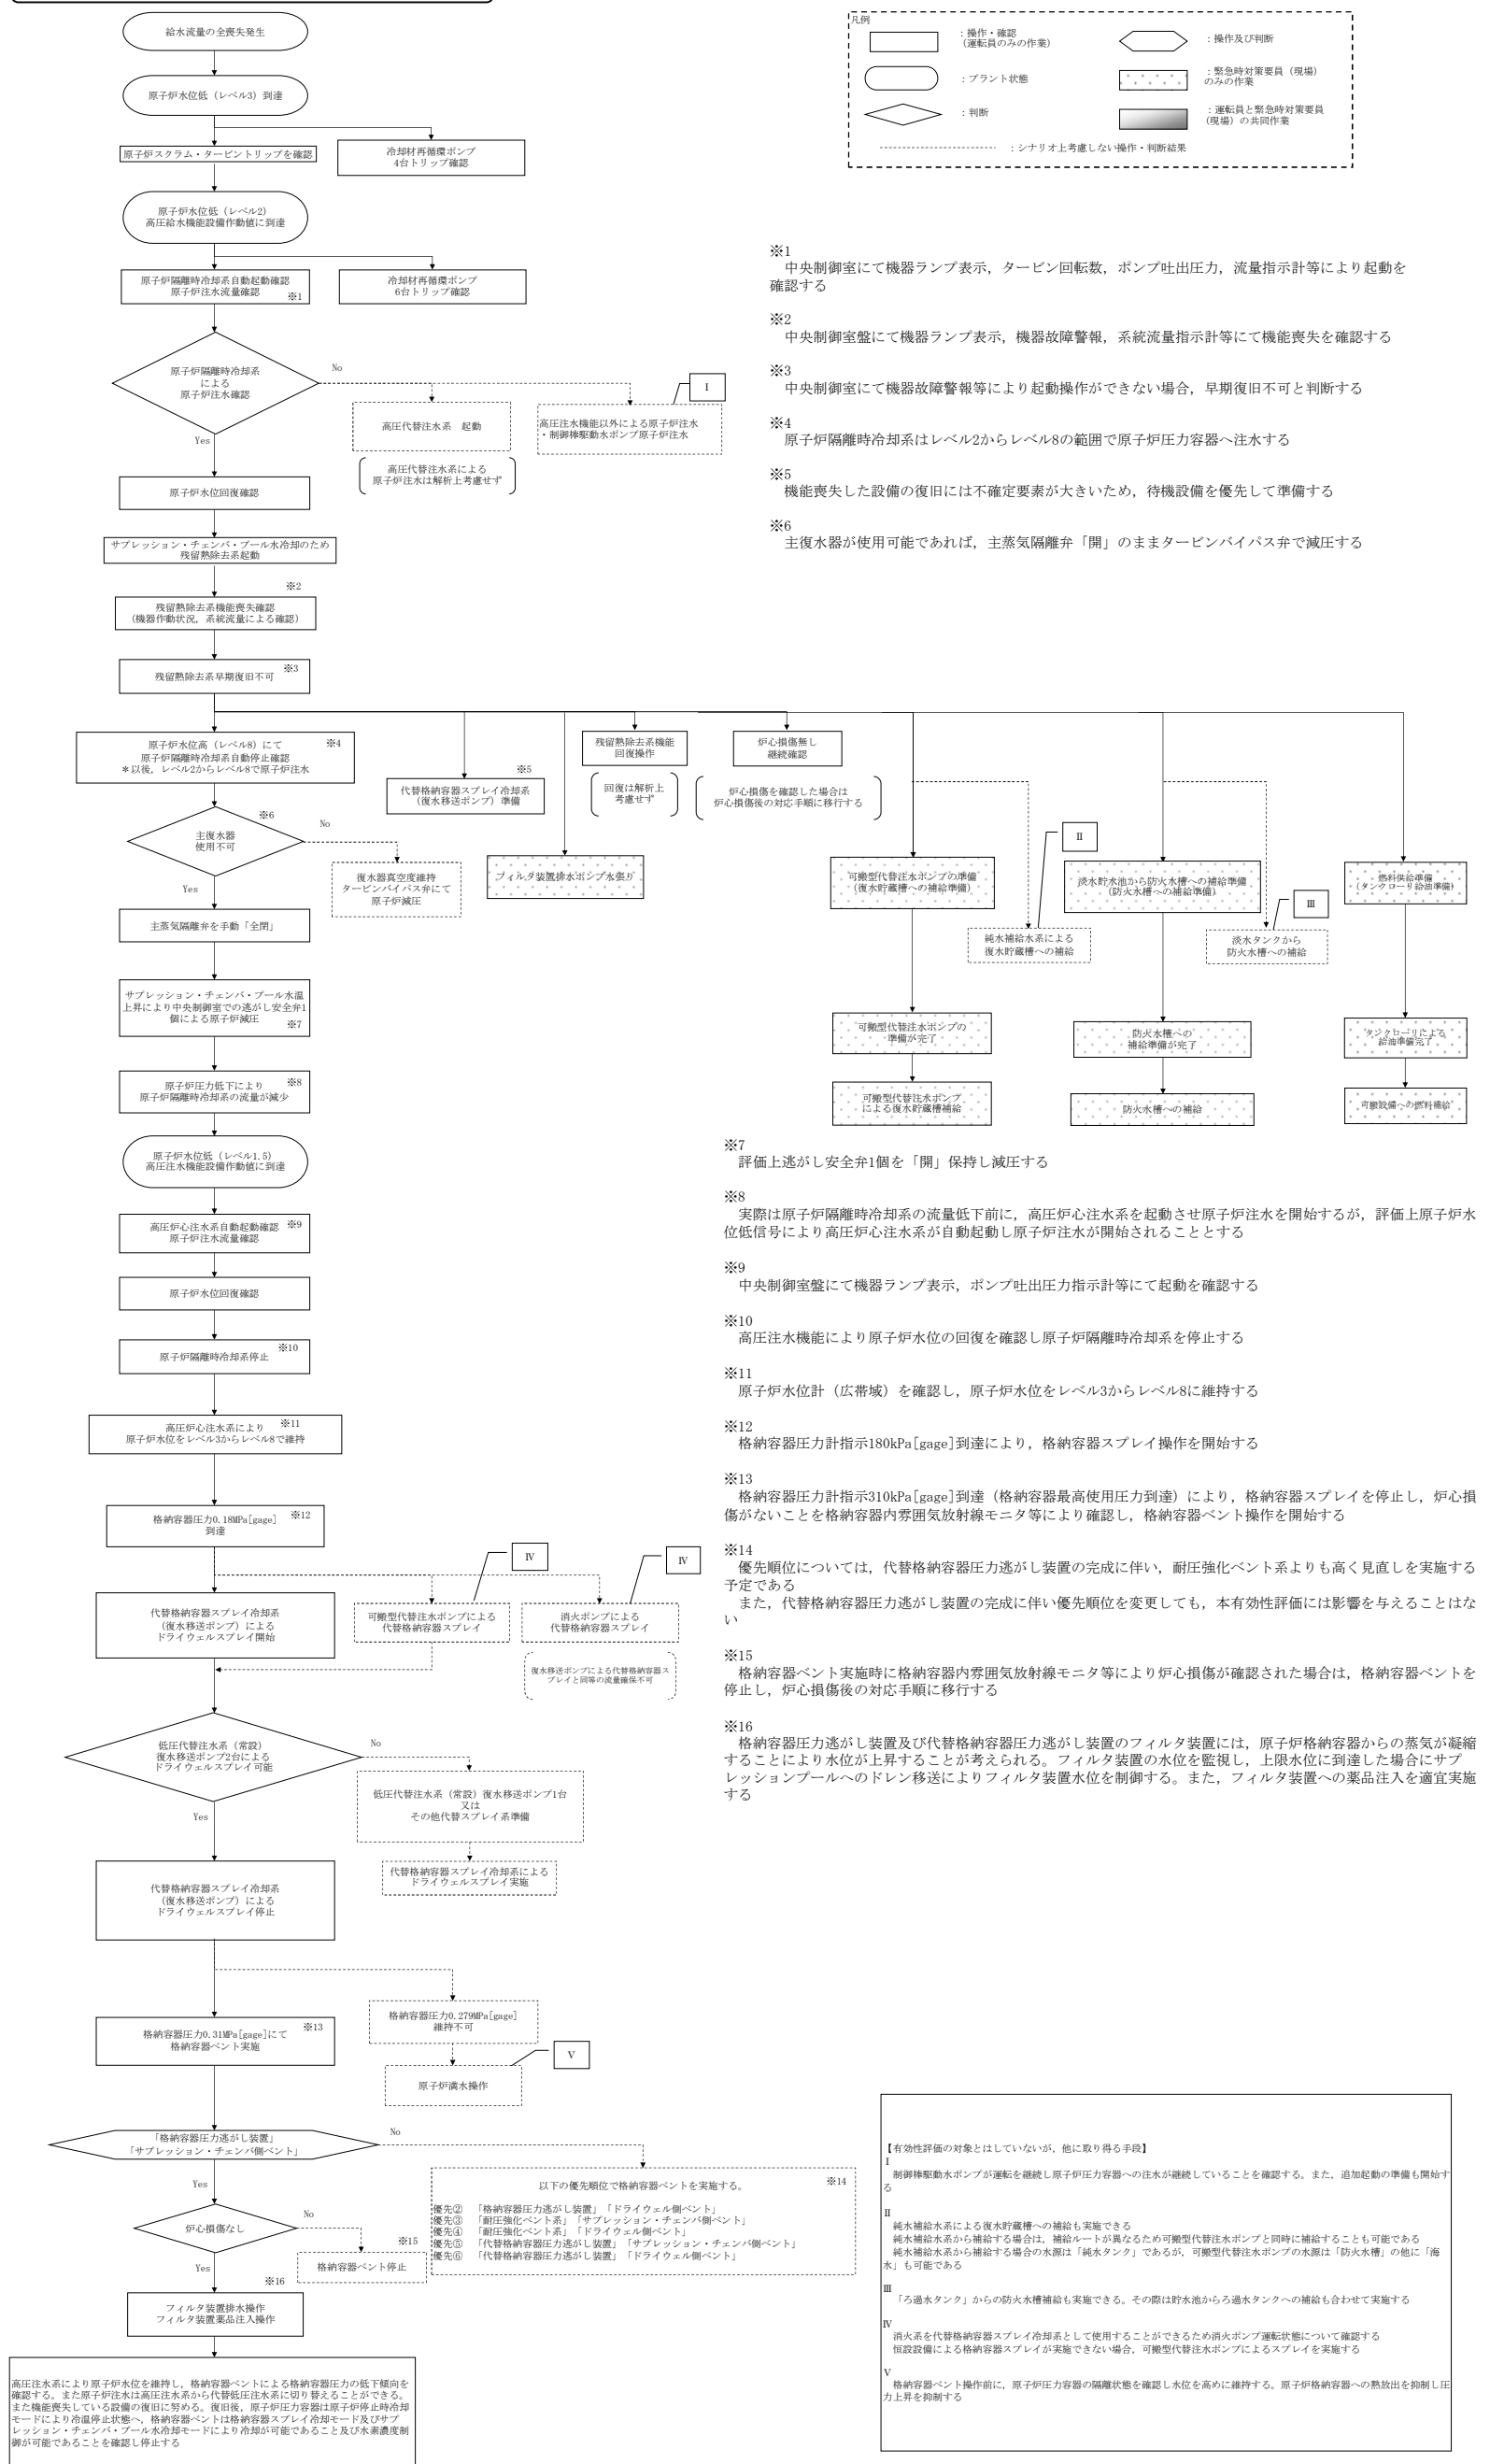 給水流量の全喪失発生
原子炉水位低（レベル3）到達
原子炉スクラム・タービントリップを確認
冷却材再循環ポンプ
4台トリップ確認
原子炉水位低（レベル2）
高圧給水機能設備作動値に到達
原子炉隔離時冷却系自動起動確認
原子炉注水流量確認
※1
冷却材再循環ポンプ
6台トリップ確認
原子炉隔離時冷却系
による
原子炉注水確認
No
Yes
高圧代替注水系　起動
高圧代替注水系による
原子炉注水は解析上考慮せず
Ⅰ
高圧注水機能以外による原子炉注水
・制御棒駆動水ポンプ原子炉注水
原子炉水位回復確認
サプレッション・チェンバ・プール水冷却のため
残留熱除去系起動
※2
残留熱除去系機能喪失確認
(機器作動状況，系統流量による確認)
残留熱除去系早期復旧不可
※3
凡例
：操作・確認
（運転員のみの作業）
：操作及び判断
：プラント状態
：緊急時対策要員（現場）
のみの作業
：判断
：運転員と緊急時対策要員
（現場）の共同作業
：シナリオ上考慮しない操作・判断結果
※1
中央制御室にて機器ランプ表示，タービン回転数，ポンプ吐出圧力，流量指示計等により起動を
確認する
※2
中央制御室盤にて機器ランプ表示，機器故障警報，系統流量指示計等にて機能喪失を確認する
※3
中央制御室にて機器故障警報等により起動操作ができない場合，早期復旧不可と判断する
※4
原子炉隔離時冷却系はレベル2からレベル8の範囲で原子炉圧力容器へ注水する
※5
機能喪失した設備の復旧には不確定要素が大きいため，待機設備を優先して準備する
※6
主復水器が使用可能であれば，主蒸気隔離弁「開」のままタービンバイパス弁で減圧する
原子炉水位高（レベル8）にて
原子炉隔離時冷却系自動停止確認
＊以後，レベル2からレベル8で原子炉注水
※4
※5
代替格納容器スプレイ冷却系
（復水移送ポンプ）準備
残留熱除去系機能
回復操作
回復は解析上
考慮せず
炉心損傷無し
継続確認
炉心損傷を確認した場合は
炉心損傷後の対応手順に移行する
※6
主復水器
使用不可
No
Yes
復水器真空度維持
タービンバイパス弁にて
原子炉減圧
フィルタ装置排水ポンプ水張り
可搬型代替注水ポンプの準備
(復水貯蔵槽への補給準備)
Ⅱ
純水補給水系による
復水貯蔵槽への補給
淡水貯水池から防火水槽への補給準備
(防火水槽への補給準備)
Ⅲ
淡水タンクから
防火水槽への補給
燃料供給準備
(タンクローリ給油準備)
主蒸気隔離弁を手動「全閉」
サプレッション・チェンバ・プール水温
上昇により中央制御室での逃がし安全弁1
個による原子炉減圧
※7
可搬型代替注水ポンプの
準備が完了
防火水槽への
補給準備が完了
タンクローリによる
給油準備完了
可搬型代替注水ポンプ
による復水貯蔵槽補給
防火水槽への補給
可搬設備への燃料補給
原子炉圧力低下により
原子炉隔離時冷却系の流量が減少
※8
原子炉水位低（レベル1.5）
高圧注水機能設備作動値に到達
高圧炉心注水系自動起動確認
原子炉注水流量確認
※9
原子炉水位回復確認
原子炉隔離時冷却系停止
※10
高圧炉心注水系により
原子炉水位をレベル3からレベル8で維持
※11
格納容器圧力0.18MPa[gage]
到達
※12
※7
評価上逃がし安全弁1個を「開」保持し減圧する
※8
実際は原子炉隔離時冷却系の流量低下前に，高圧炉心注水系を起動させ原子炉注水を開始するが，評価上原子炉水
位低信号により高圧炉心注水系が自動起動し原子炉注水が開始されることとする
※9
中央制御室盤にて機器ランプ表示，ポンプ吐出圧力指示計等にて起動を確認する
※10
高圧注水機能により原子炉水位の回復を確認し原子炉隔離時冷却系を停止する
※11
原子炉水位計（広帯域）を確認し，原子炉水位をレベル3からレベル8に維持する
※12
格納容器圧力計指示180kPa[gage]到達により，格納容器スプレイ操作を開始する
※13
格納容器圧力計指示310kPa[gage]到達（格納容器最高使用圧力到達）により，格納容器スプレイを停止し，炉心損
傷がないことを格納容器内雰囲気放射線モニタ等により確認し，格納容器ベント操作を開始する
※14
優先順位については，代替格納容器圧力逃がし装置の完成に伴い，耐圧強化ベント系よりも高く見直しを実施する
予定である
また，代替格納容器圧力逃がし装置の完成に伴い優先順位を変更しても，本有効性評価には影響を与えることはな
い
※15
格納容器ベント実施時に格納容器内雰囲気放射線モニタ等により炉心損傷が確認された場合は，格納容器ベントを
停止し，炉心損傷後の対応手順に移行する
※16
格納容器圧力逃がし装置及び代替格納容器圧力逃がし装置のフィルタ装置には，原子炉格納容器からの蒸気が凝縮
することにより水位が上昇することが考えられる。フィルタ装置の水位を監視し，上限水位に到達した場合にサプ
レッションプールへのドレン移送によりフィルタ装置水位を制御する。また，フィルタ装置への薬品注入を適宜実施
する
代替格納容器スプレイ冷却系
（復水移送ポンプ）による
ドライウェルスプレイ開始
Ⅳ
可搬型代替注水ポンプによる
代替格納容器スプレイ
Ⅳ
消火ポンプによる
代替格納容器スプレイ
復水移送ポンプによる代替格納容器ス
プレイと同等の流量確保不可
低圧代替注水系（常設）
復水移送ポンプ2台による
ドライウェルスプレイ可能
No
Yes
低圧代替注水系（常設）復水移送ポンプ1台
又は
その他代替スプレイ系準備
代替格納容器スプレイ冷却系による
ドライウェルスプレイ実施
代替格納容器スプレイ冷却系
（復水移送ポンプ）による
ドライウェルスプレイ停止
格納容器圧力0.279MPa[gage]
維持不可
Ⅴ
原子炉満水操作
格納容器圧力0.31MPa[gage]にて
格納容器ベント実施
※13
「格納容器圧力逃がし装置」
「サプレッション・チェンバ側ベント」
No
Yes
以下の優先順位で格納容器ベントを実施する。
※14
優先②　「格納容器圧力逃がし装置」「ドライウェル側ベント」
優先③　「耐圧強化ベント系」「サプレッション・チェンバ側ベント」
優先④　「耐圧強化ベント系」「ドライウェル側ベント」
優先⑤　「代替格納容器圧力逃がし装置」「サプレッション・チェンバ側ベント」
優先⑥　「代替格納容器圧力逃がし装置」「ドライウェル側ベント」
炉心損傷なし
No
Yes
※15
格納容器ベント停止
※16
フィルタ装置排水操作
フィルタ装置薬品注入操作
高圧注水系により原子炉水位を維持し，格納容器ベントによる格納容器圧力の低下傾向を
確認する。また原子炉注水は高圧注水系から代替低圧注水系に切り替えることができる。
また機能喪失している設備の復旧に努める。復旧後，原子炉圧力容器は原子炉停止時冷却
モードにより冷温停止状態へ，格納容器ベントは格納容器スプレイ冷却モード及びサプ
レッション・チェンバ・プール水冷却モードにより冷却が可能であること及び水素濃度制
御が可能であることを確認し停止する
【有効性評価の対象とはしていないが，他に取り得る手段】
Ⅰ
制御棒駆動水ポンプが運転を継続し原子炉圧力容器への注水が継続していることを確認する。また，追加起動の準備も開始す
る
Ⅱ
純水補給水系による復水貯蔵槽への補給も実施できる
純水補給水系から補給する場合は，補給ルートが異なるため可搬型代替注水ポンプと同時に補給することも可能である
純水補給水系から補給する場合の水源は「純水タンク」であるが，可搬型代替注水ポンプの水源は「防火水槽」の他に「海
水」も可能である
Ⅲ
「ろ過水タンク」からの防火水槽補給も実施できる。その際は貯水池からろ過水タンクへの補給も合わせて実施する
Ⅳ
消火系を代替格納容器スプレイ冷却系として使用することができるため消火ポンプ運転状態について確認する
恒設設備による格納容器スプレイが実施できない場合，可搬型代替注水ポンプによるスプレイを実施する
Ⅴ
格納容器ベント操作前に，原子炉圧力容器の隔離状態を確認し水位を高めに維持する。原子炉格納容器への熱放出を抑制し圧
力上昇を抑制する